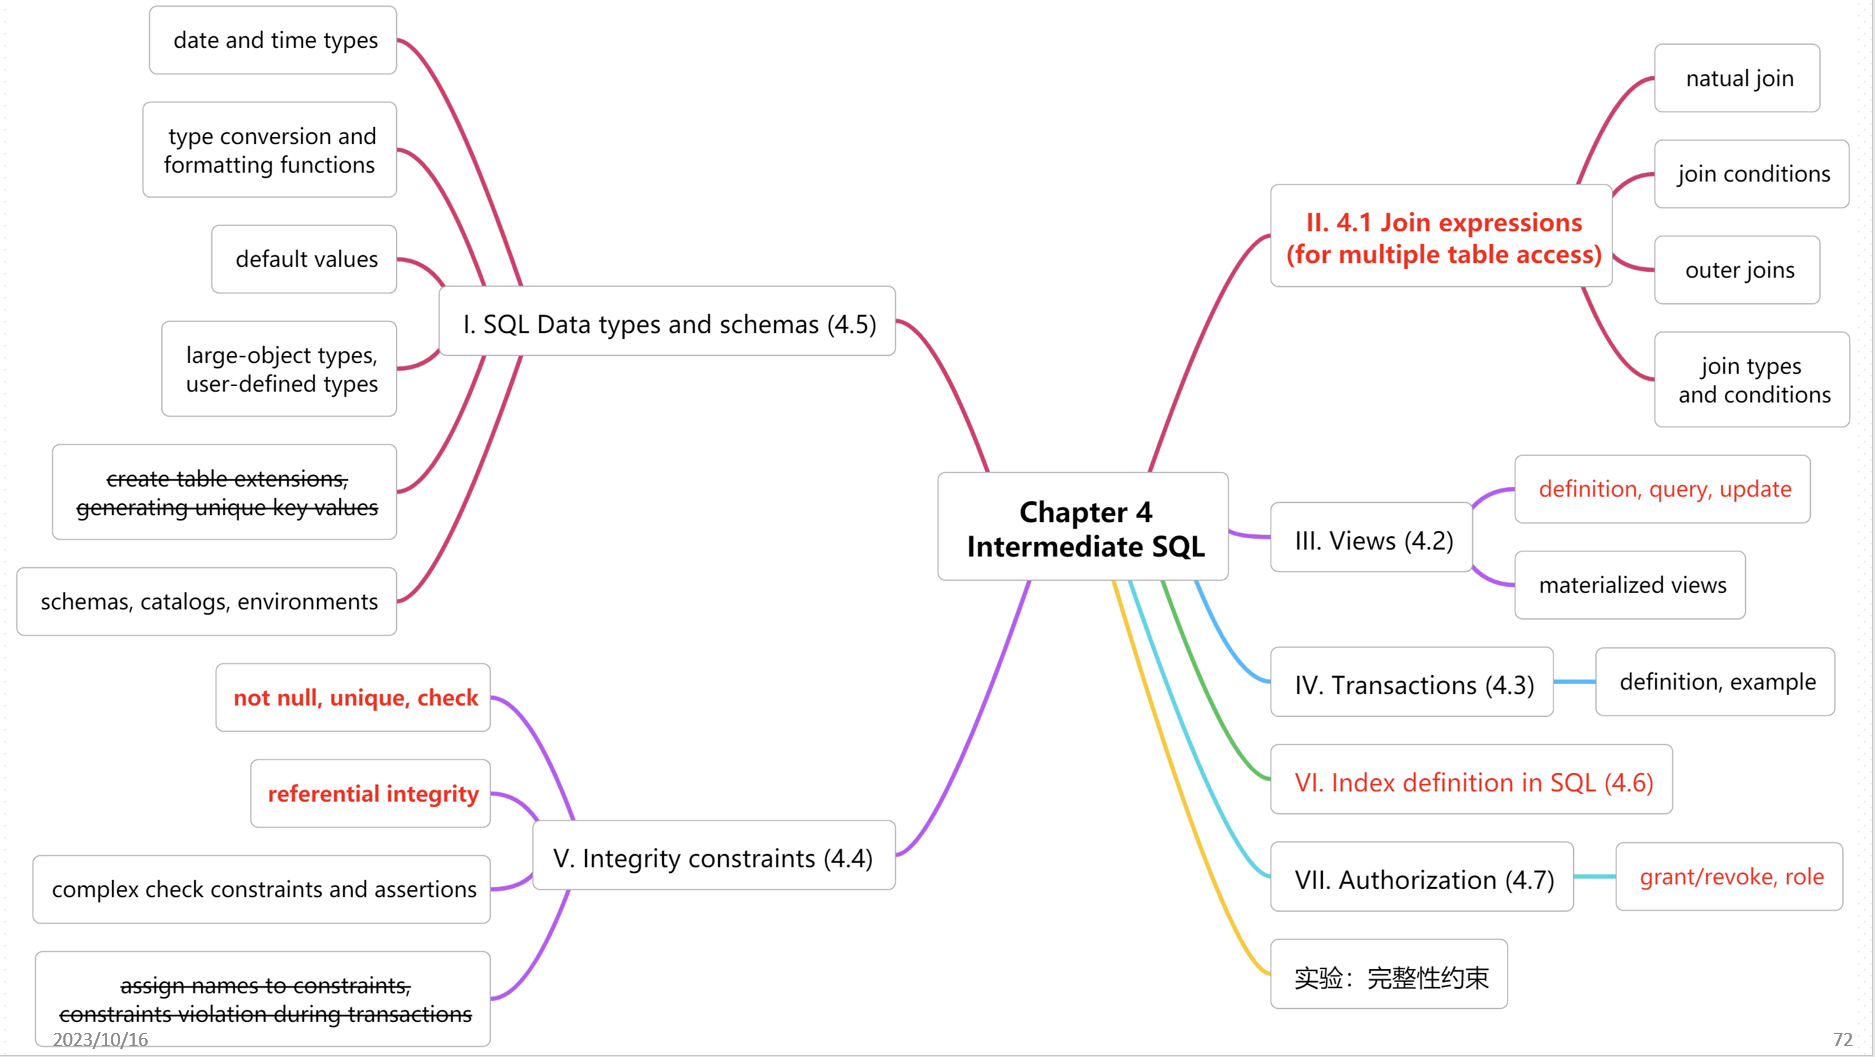 date and time types
type conversion and
formatting functions
default values
I. SQL Data types and schemas (4.5)
large-object types,
user-defined types
create table extensions,
generating unique key values
schemas, catalogs, environments
not null, unique, check
referential integrity
V. Integrity constraints (4.4)
complex check constraints and assertions
assign names to constraints,
constraints violation during transactions
Chapter 4
Intermediate SQL
natual join
join conditions
II. 4.1 Join expressions
(for multiple table access)
outer joins
join types
and conditions
definition, query, update
III. Views (4.2)
materialized views
IV. Transactions (4.3)
definition, example
VI. Index definition in SQL (4.6)
VII. Authorization (4.7)
grant/revoke, role
实验：完整性约束
2023/10/16
72